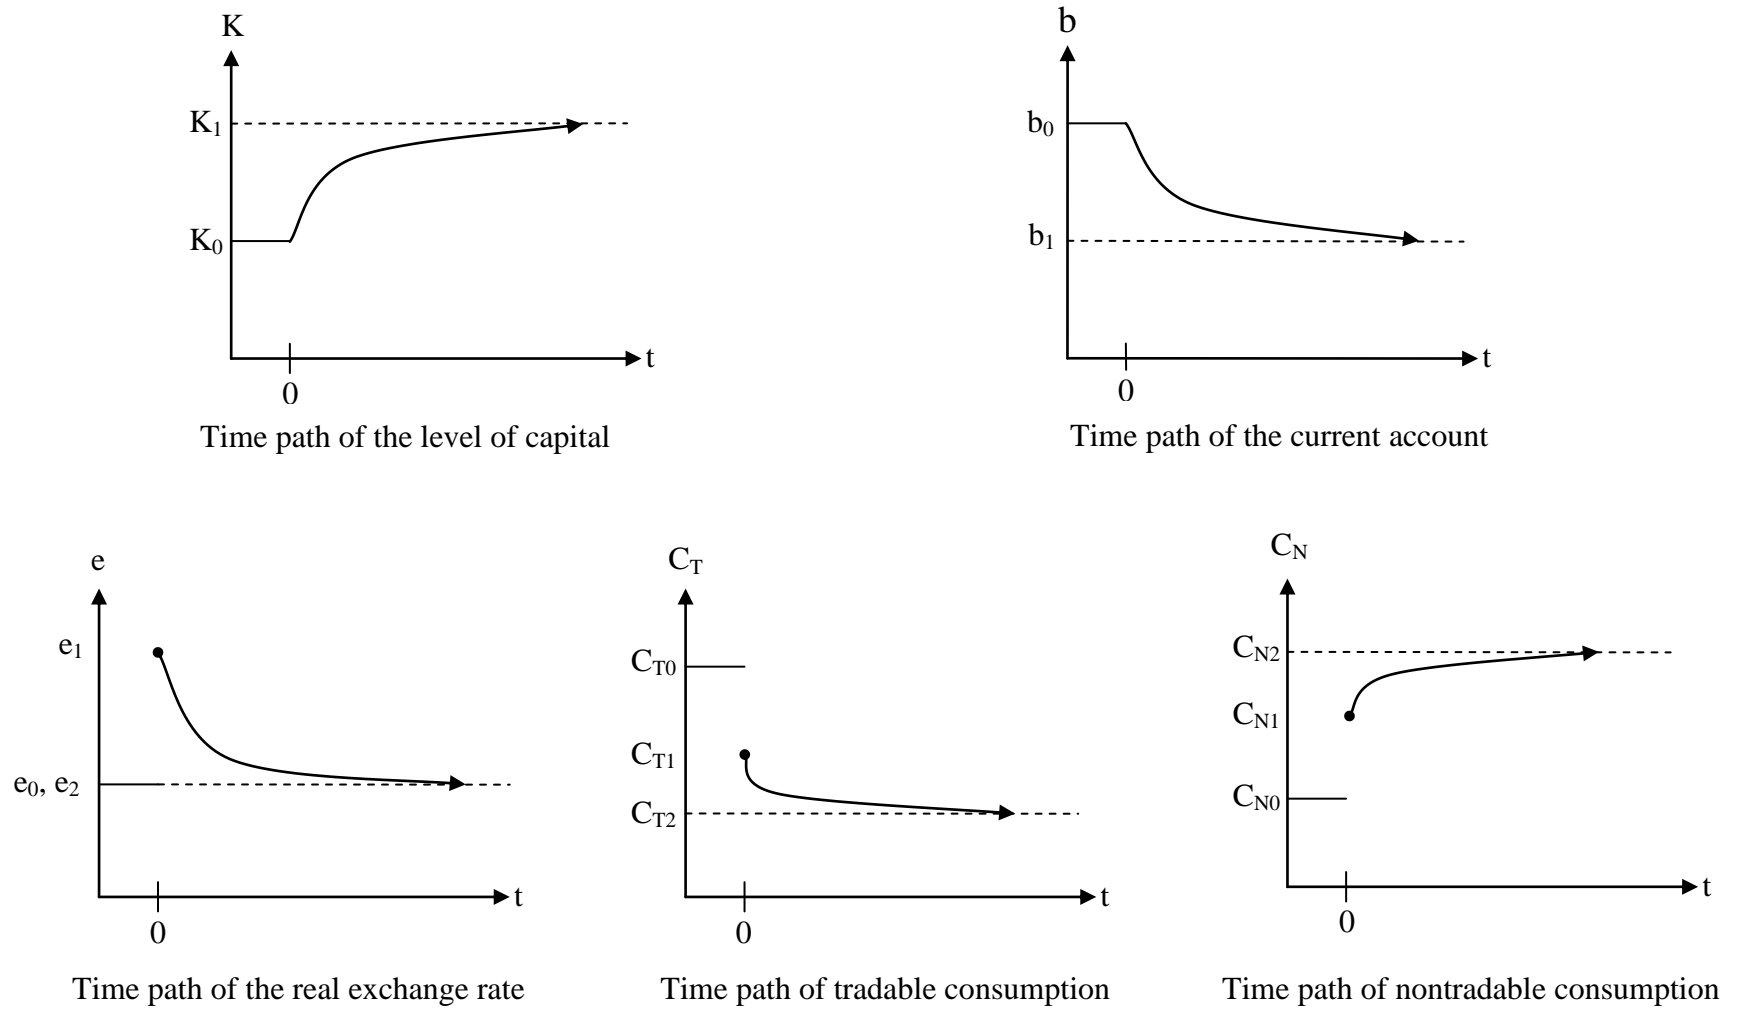 K
K1
K0
t
0
Time path of the level of capital
b
b0
b1
t
0
Time path of the current account
e
e1
e0, e2
t
0
Time path of the real exchange rate
CT
CT0
CT1
CT2
t
0
Time path of tradable consumption
CN
CN2
CN1
CN0
t
0
Time path of nontradable consumption